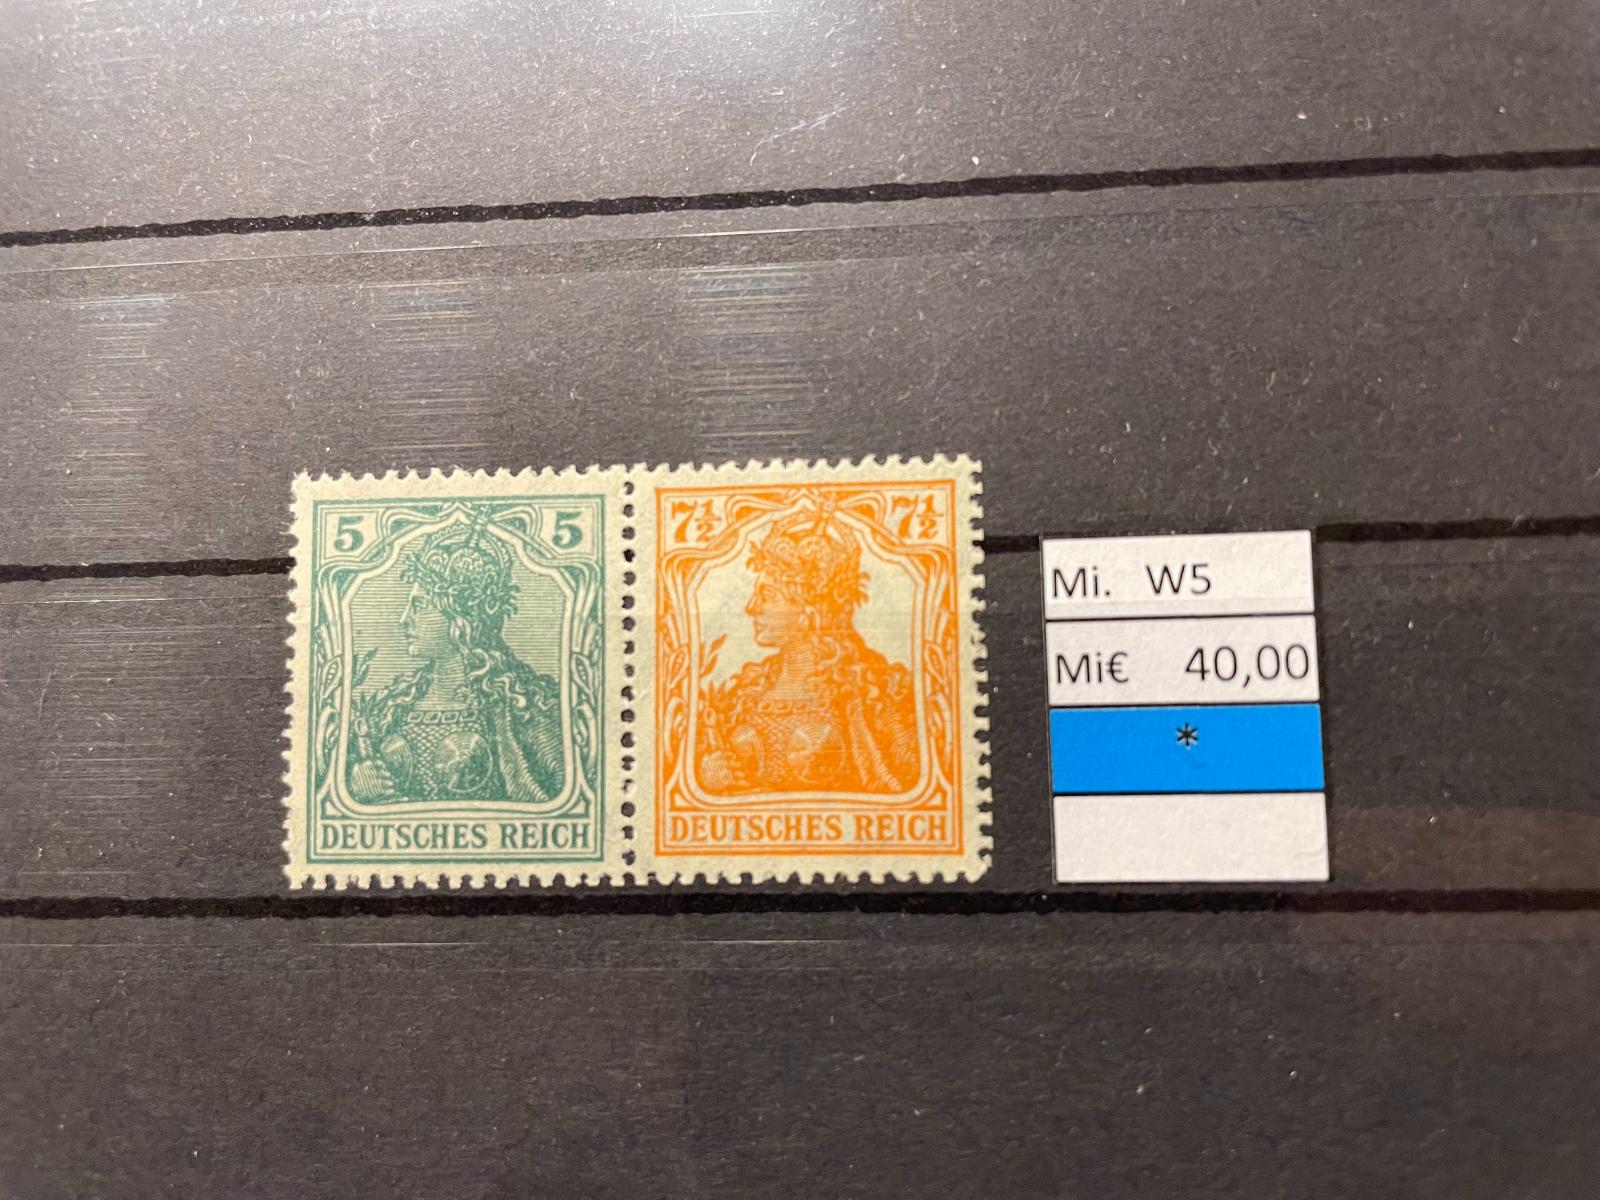 5 5
DEUTSCHES REICH
7½ 7½
DEUTSCHES REICH
Mi. W5
Mi€ 40,00
*